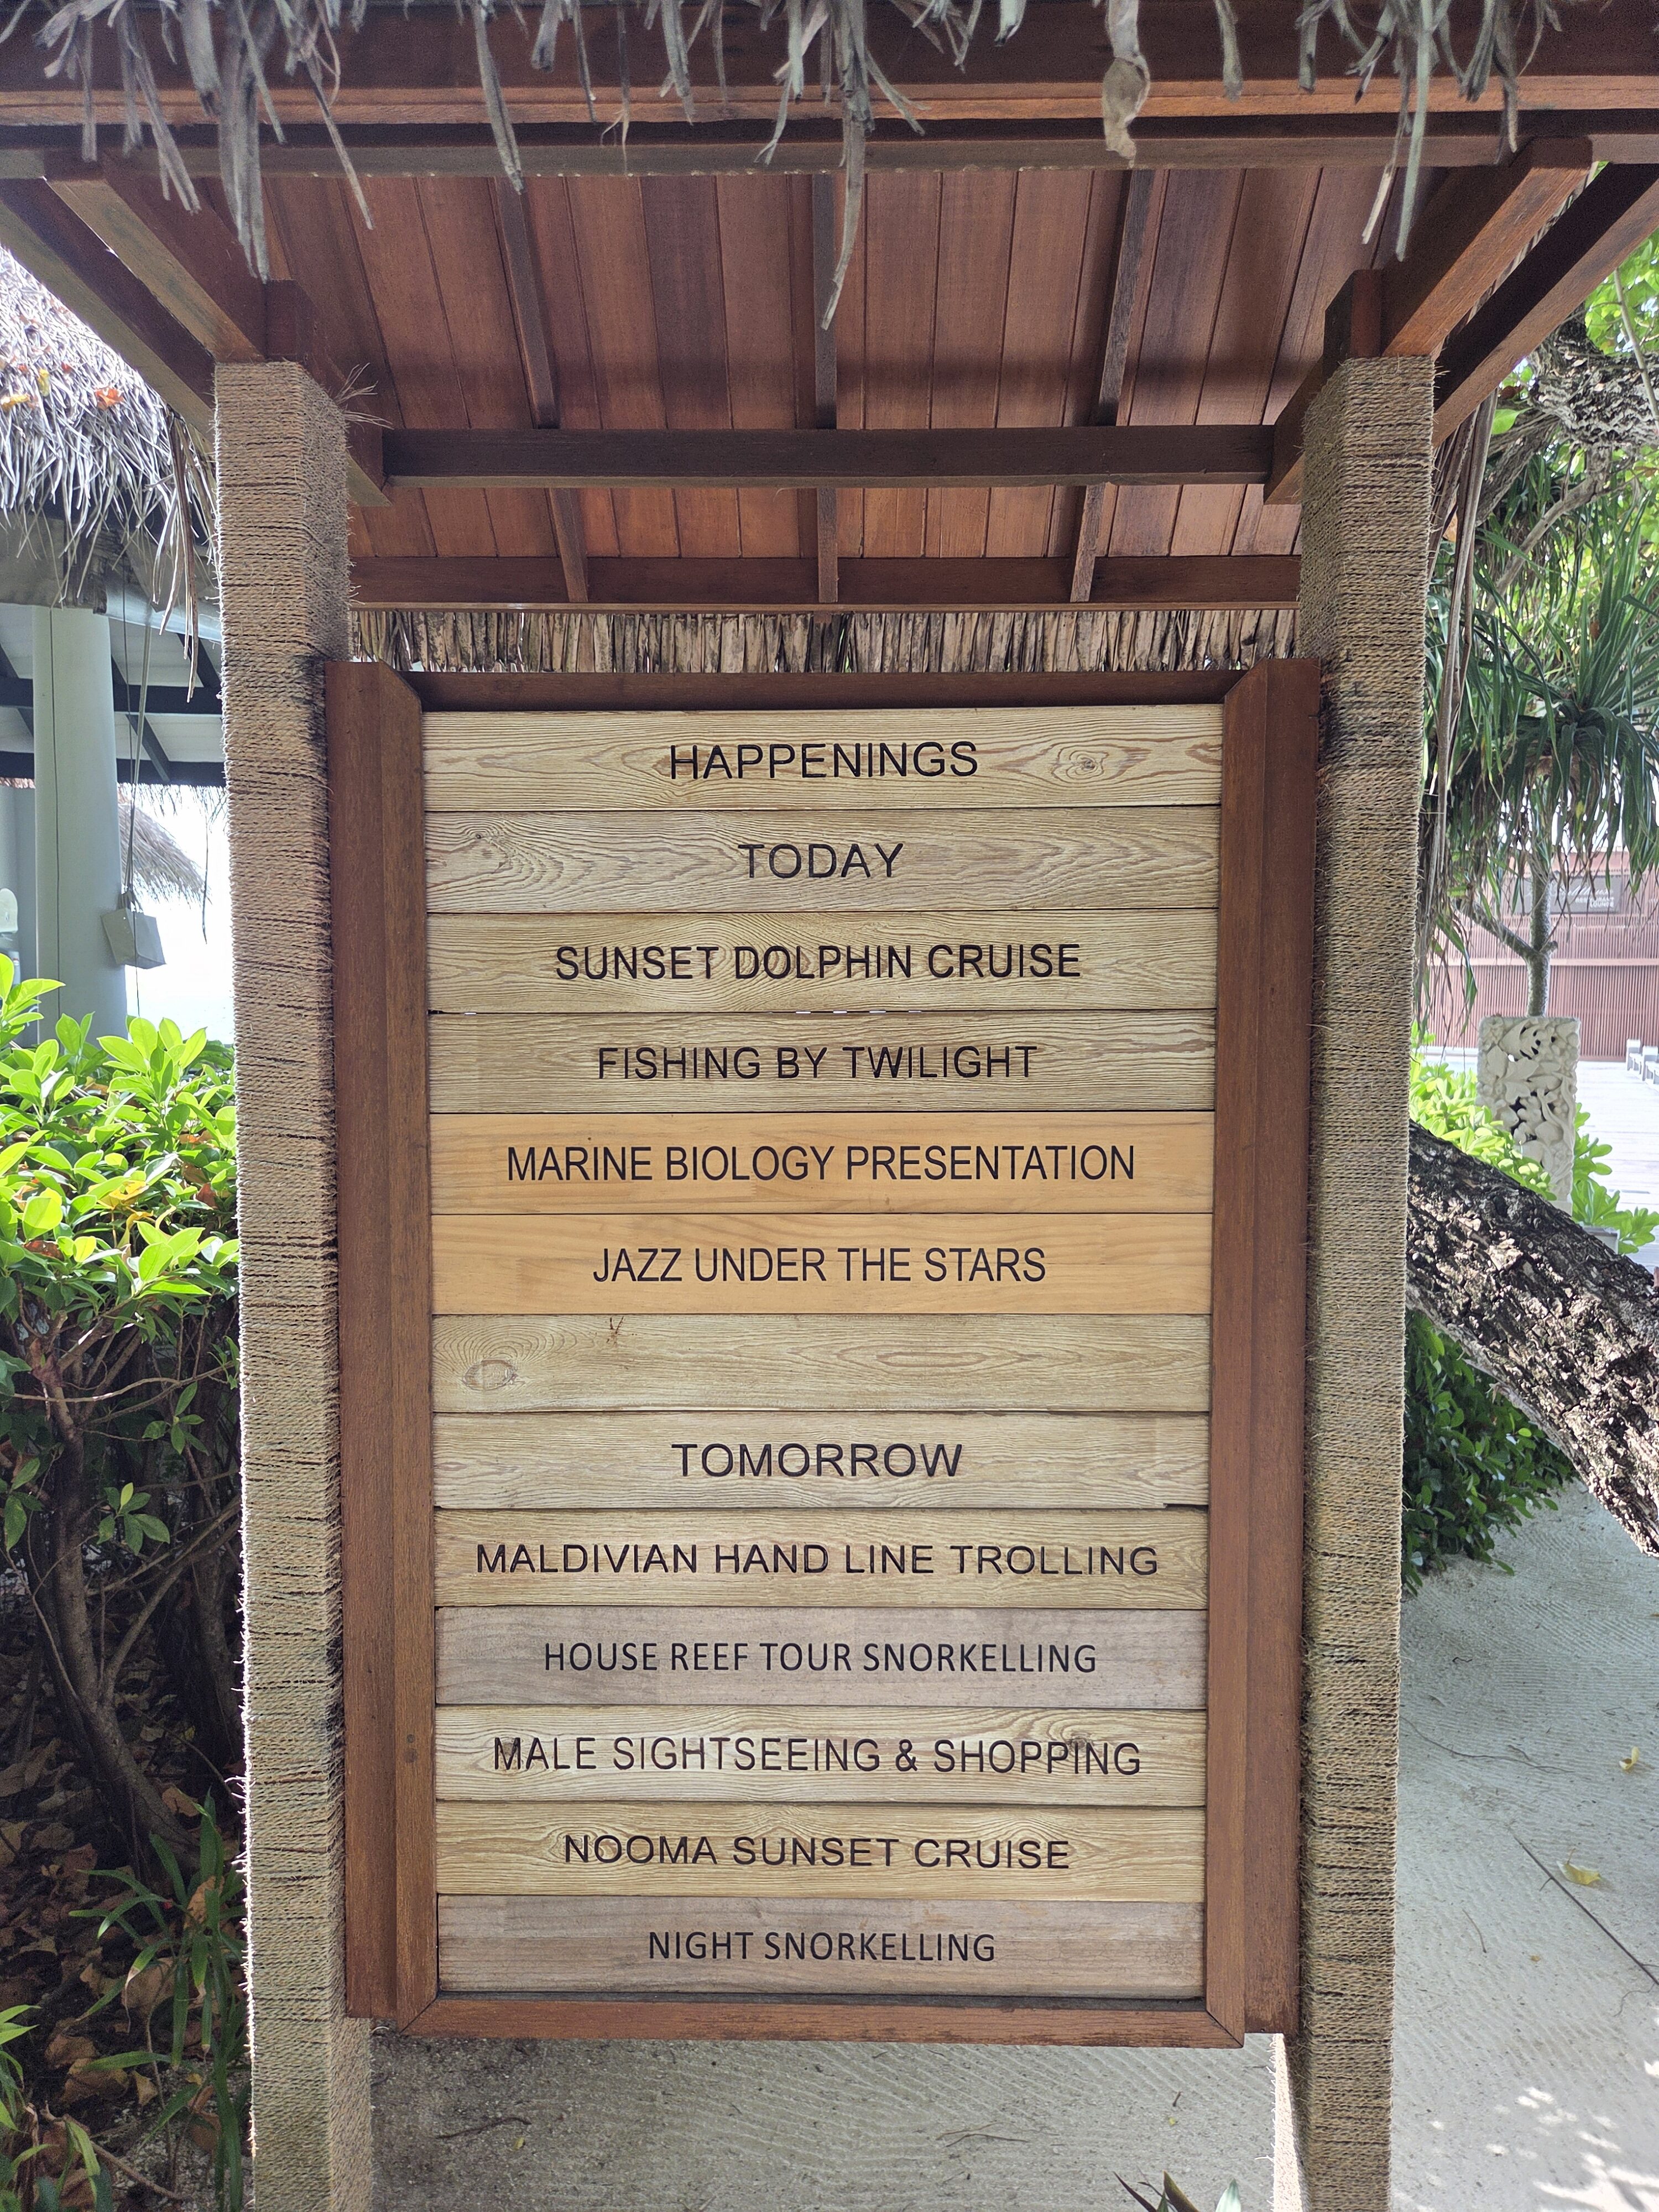 HAPPENINGS
TODAY
SUNSET DOLPHIN CRUISE
FISHING BY TWILIGHT
MARINE BIOLOGY PRESENTATION
JAZZ UNDER THE STARS
TOMORROW
MALDIVIAN HAND LINE TROLLING
HOUSE REEF TOUR SNORKELLING
MALE SIGHTSEEING & SHOPPING
NOOMA SUNSET CRUISE
NIGHT SNORKELLING